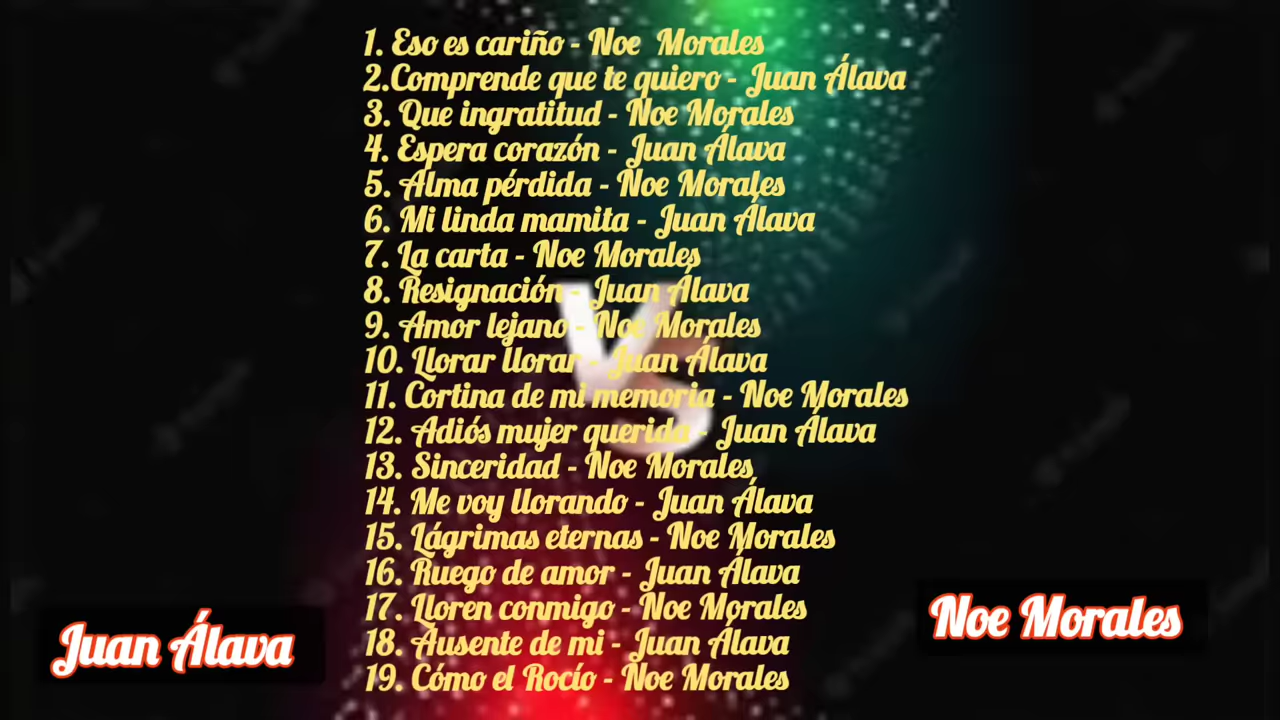 1. Eso es cariño - Noe Morales
2.Comprende que te quiero - Juan Álava
3. Que ingratitud - Noe Morales
4. Espera corazón - Juan Álava
5. Alma pérdida - Noe Morales
6. Mi linda mamita - Juan Álava
7. La carta - Noe Morales
8. Resignación - Juan Álava
9. Amor lejano - Noe Morales
10. Llorar llorar - Juan Álava
11. Cortina de mi memoria - Noe Morales
12. Adiós mujer querida - Juan Álava
13. Sinceridad - Noe Morales
14. Me voy llorando - Juan Álava
15. Lágrimas eternas - Noe Morales
16. Ruego de amor - Juan Álava
17. Lloren conmigo - Noe Morales
18. Ausente de mi - Juan Álava
19. Cómo el Rocío - Noe Morales
VS
Juan Álava
Noe Morales